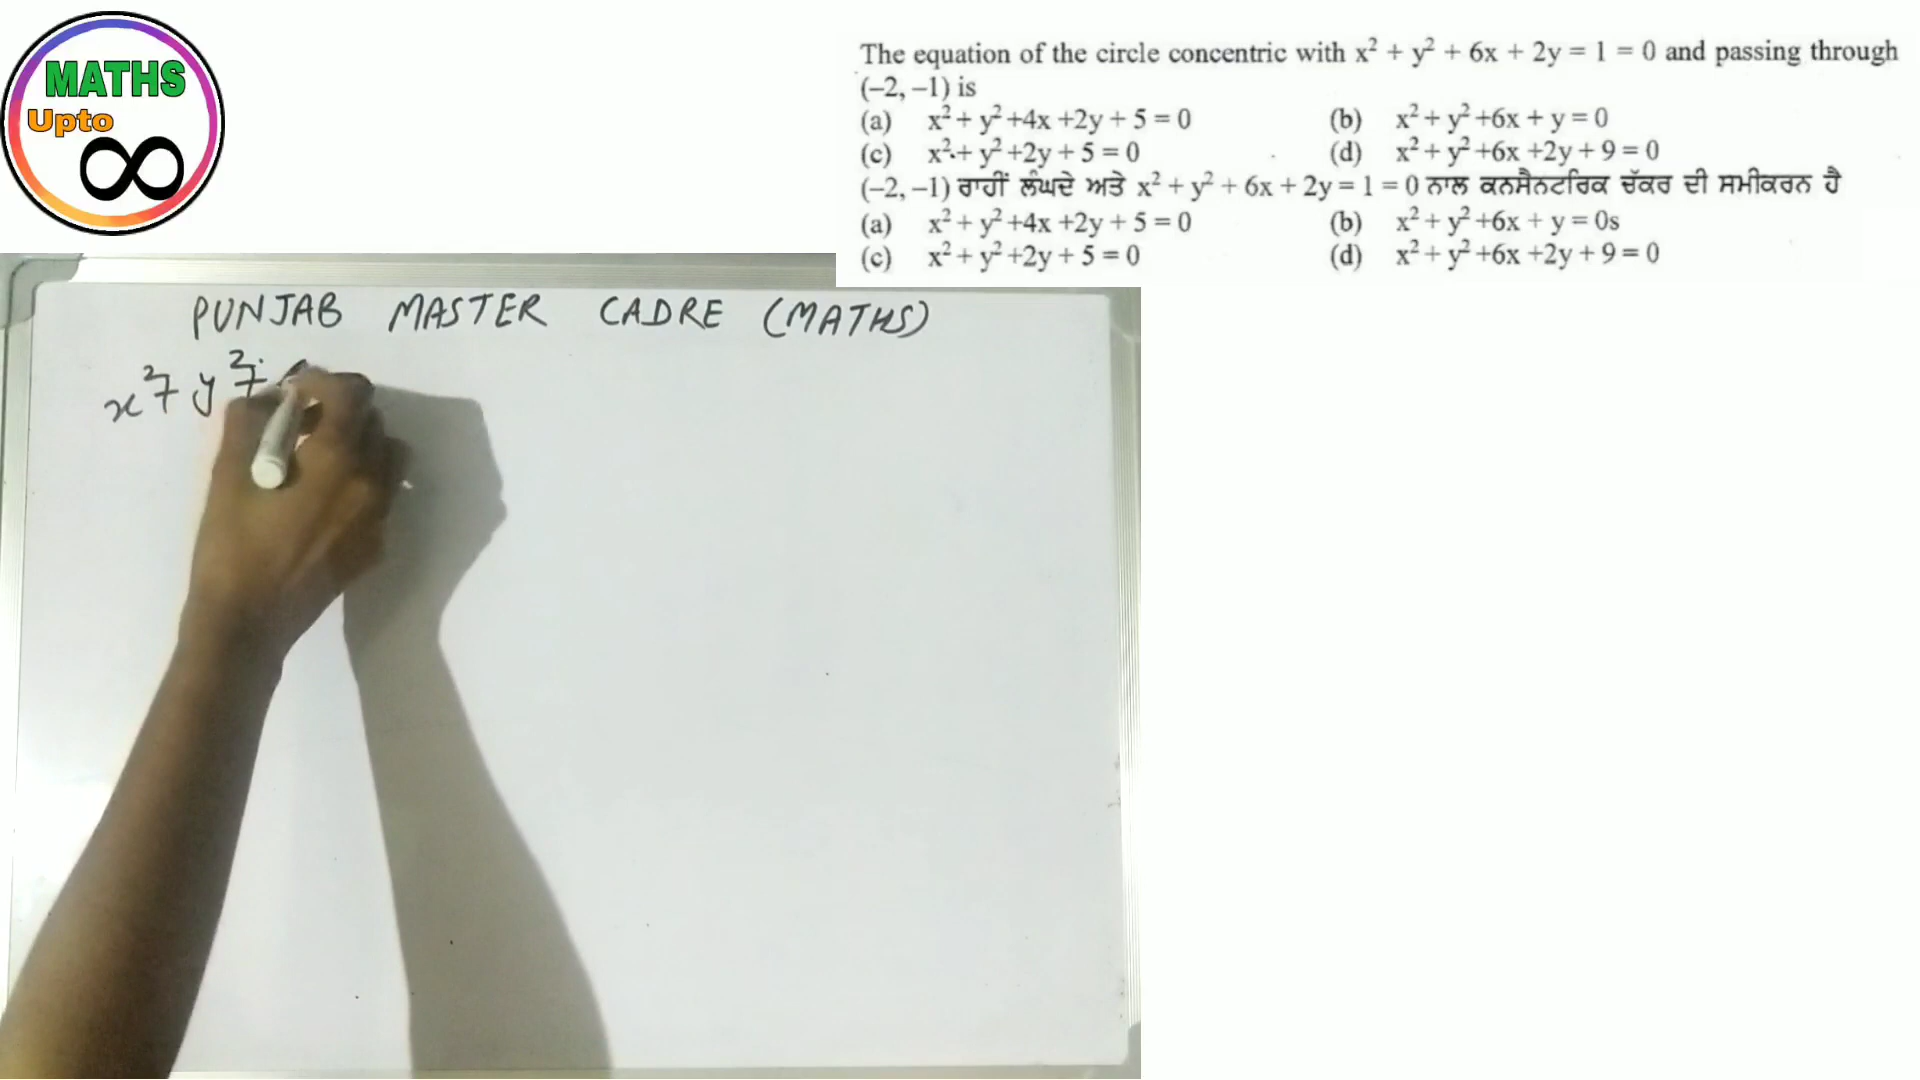 MATHS
Upto
∞
The equation of the circle concentric with x² + y² + 6x + 2y = 1 = 0 and passing through
(–2, –1) is
(a) x² + y² +4x +2y + 5 = 0 (b) x² + y² +6x + y = 0
(c) x² + y² +2y + 5 = 0 (d) x² + y² +6x +2y + 9 = 0
(–2, –1) ਰਾਹੀਂ ਲੰਘਦੇ ਅਤੇ x² + y² + 6x + 2y = 1 = 0 ਨਾਲ ਕਨਸੈਨਟਰਿਕ ਚੱਕਰ ਦੀ ਸਮੀਕਰਨ ਹੈ
(a) x² + y² +4x +2y + 5 = 0 (b) x² + y² +6x + y = 0s
(c) x² + y² +2y + 5 = 0 (d) x² + y² +6x +2y + 9 = 0
PUNJAB MASTER CADRE (MATHS)
x² + y² +